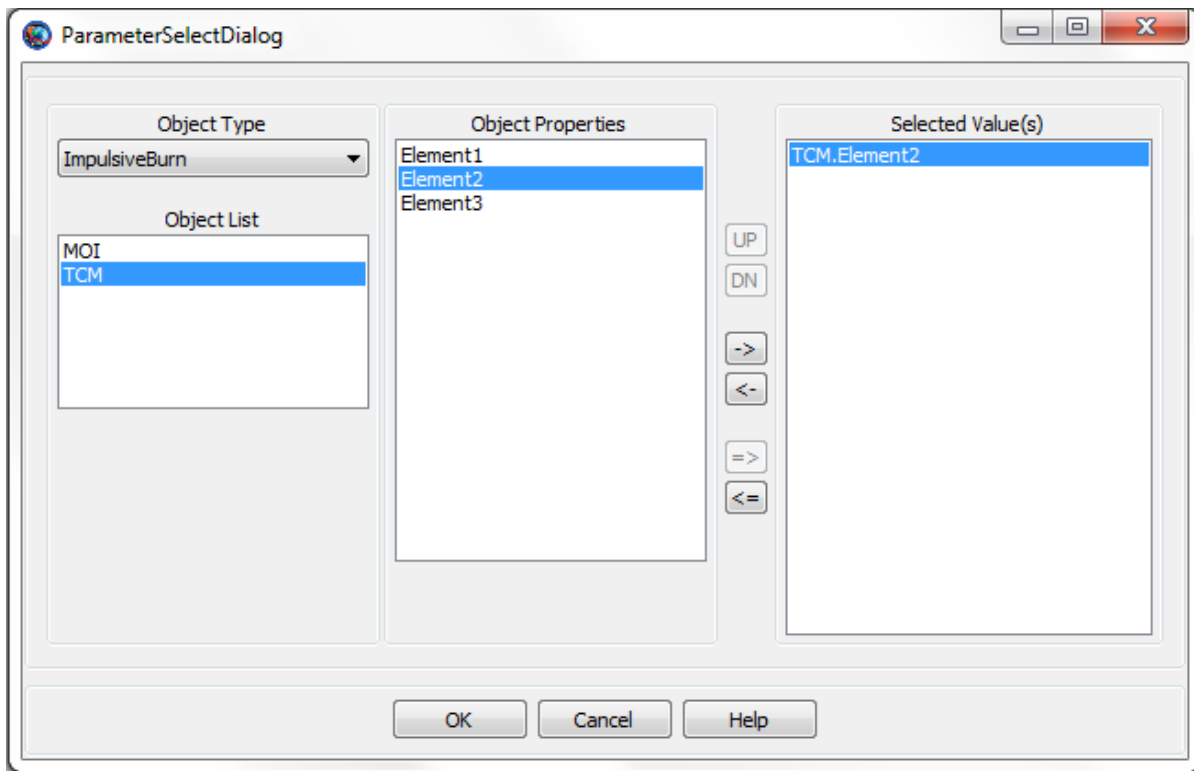 ParameterSelectDialog
Object Type
ImpulsiveBurn
Object List
MOI
TCM
Object Properties
Element1
Element2
Element3
UP
DN
->
<-
=>
<=
Selected Value(s)
TCM.Element2
OK
Cancel
Help